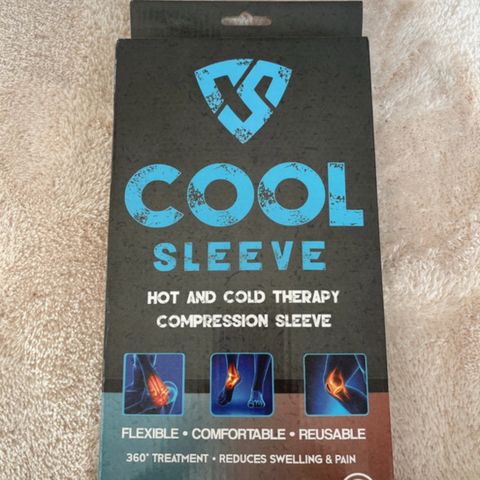 COOL
SLEEVE
HOT AND COLD THERAPY
COMPRESSION SLEEVE
FLEXIBLE • COMFORTABLE • REUSABLE
360° TREATMENT • REDUCES SWELLING & PAIN